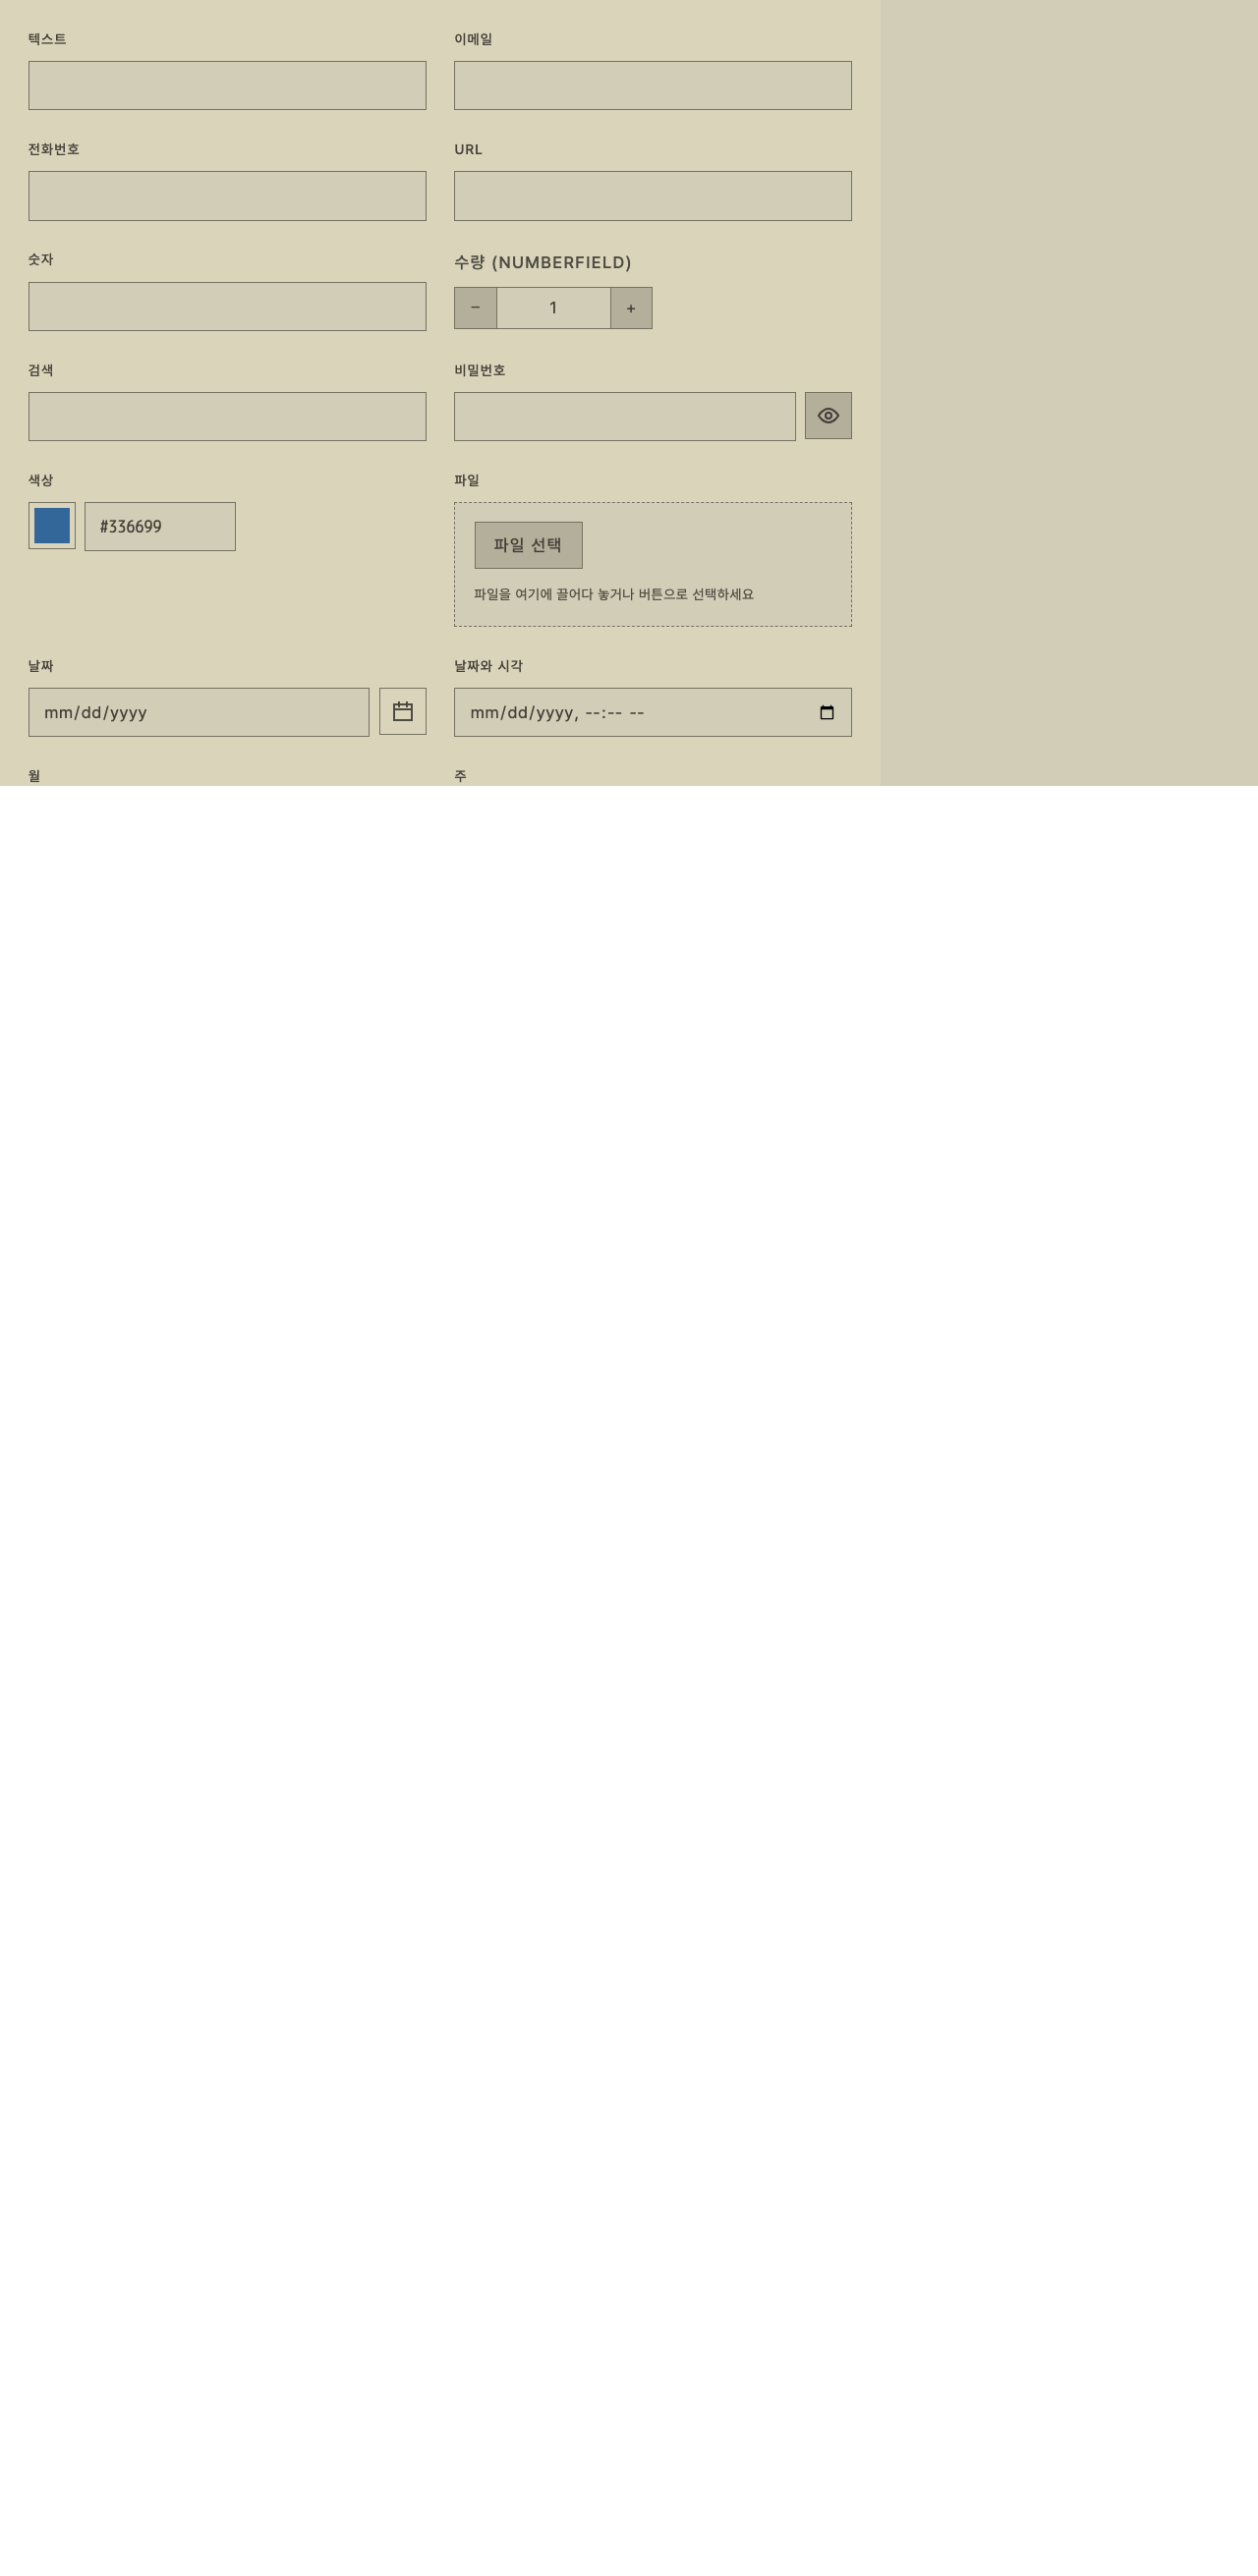 텍스트
이메일
전화번호
URL
숫자
수량 (NUMBERFIELD)
− 1 +
검색
비밀번호
색상
#336699
파일
파일 선택
파일을 여기에 끌어다 놓거나 버튼으로 선택하세요
날짜
mm/dd/yyyy
날짜와 시각
mm/dd/yyyy, --:-- --
월
주